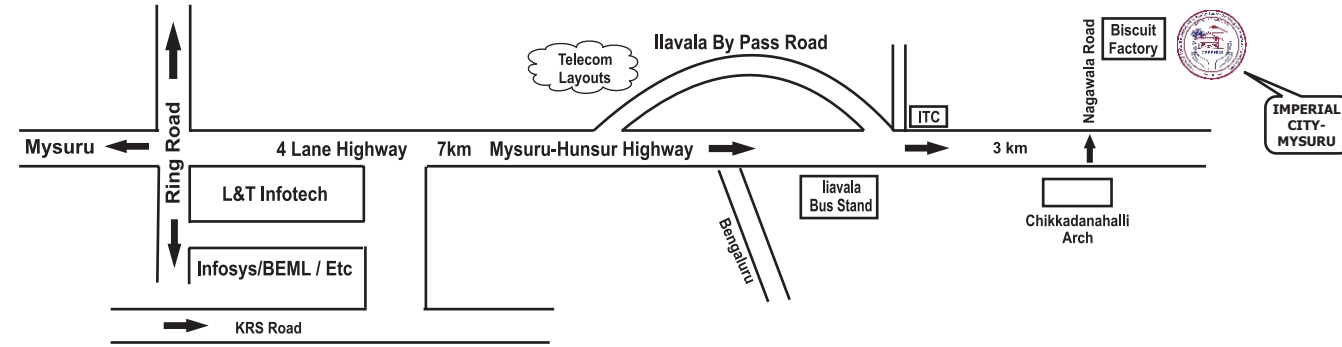 Ilavala By Pass Road
Telecom
Layouts
Nagawala Road
Biscuit
Factory
IMPERIAL
CITY-
MYSURU
ITC
Mysuru
Ring Road
4 Lane Highway
7km
Mysuru-Hunsur Highway
3 km
L&T Infotech
Iiavala
Bus Stand
Chikkadanahalli
Arch
Bengaluru
Infosys/BEML / Etc
KRS Road